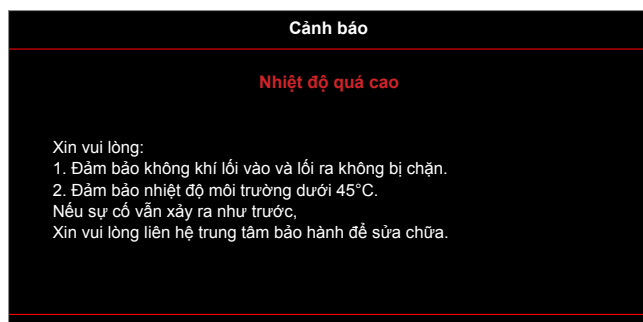 Cảnh báo
Nhiệt độ quá cao
Xin vui lòng:
1. Đảm bảo không khí lối vào và lối ra không bị chặn.
2. Đảm bảo nhiệt độ môi trường dưới 45°C.
Nếu sự cố vẫn xảy ra như trước,
Xin vui lòng liên hệ trung tâm bảo hành để sửa chữa.